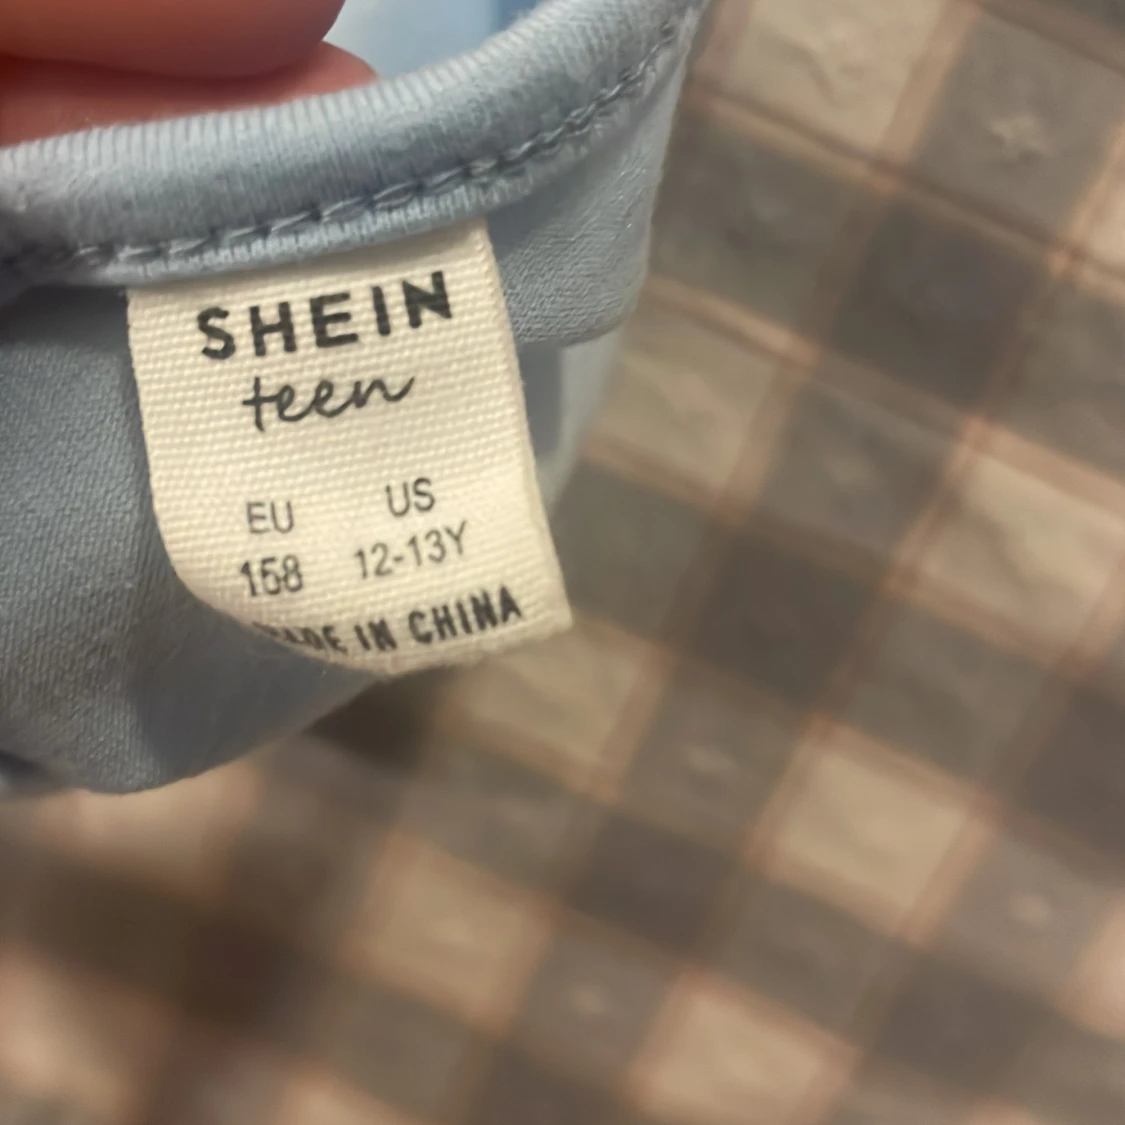 SHEIN
teen
EU US
158 12-13Y
MADE IN CHINA